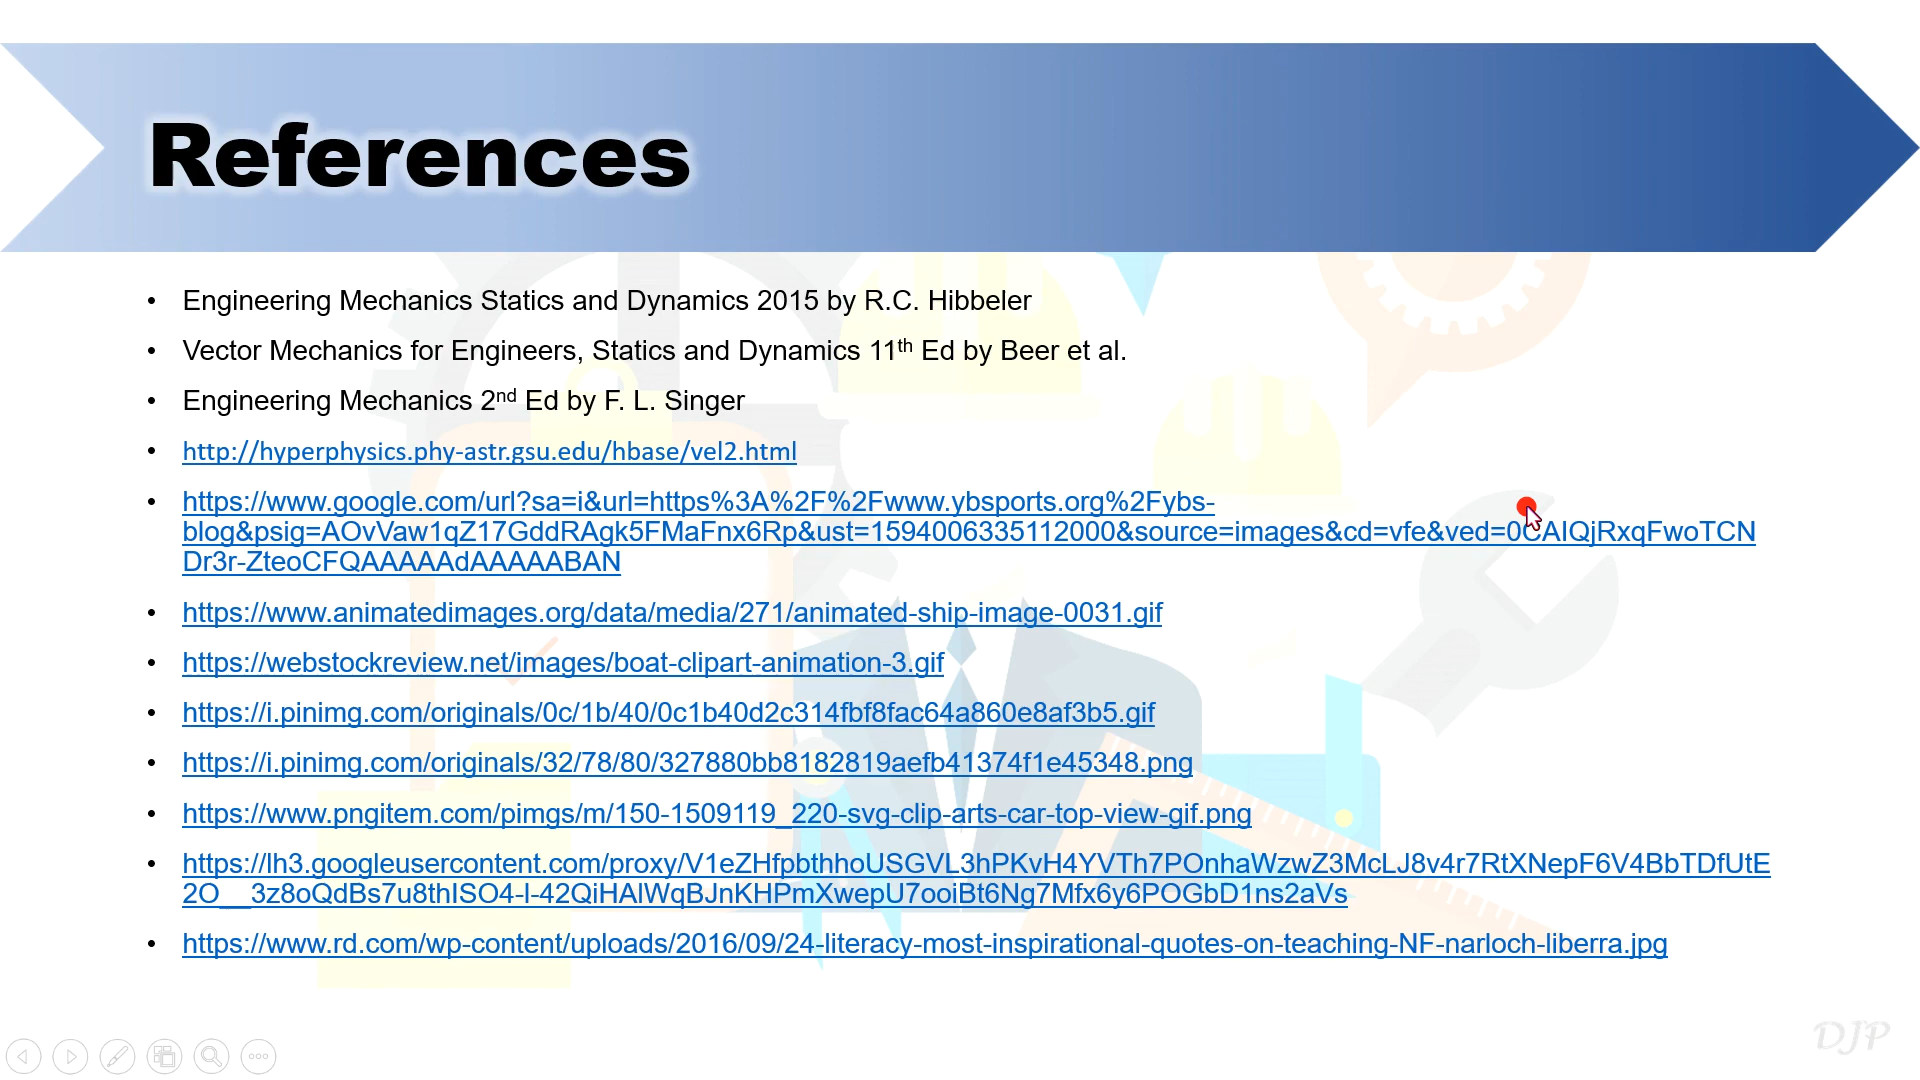 References
• Engineering Mechanics Statics and Dynamics 2015 by R.C. Hibbeler
• Vector Mechanics for Engineers, Statics and Dynamics 11th Ed by Beer et al.
• Engineering Mechanics 2nd Ed by F. L. Singer
• http://hyperphysics.phy-astr.gsu.edu/hbase/vel2.html
• https://www.google.com/url?sa=i&url=https%3A%2F%2Fwww.ybsports.org%2Fybs-
blog&psig=AOvVaw1qZ17GddRAgk5FMaFnx6Rp&ust=1594006335112000&source=images&cd=vfe&ved=0CAIQjRxqFwoTCN
Dr3r-ZteoCFQAAAAAdAAAAABAN
• https://www.animatedimages.org/data/media/271/animated-ship-image-0031.gif
• https://webstockreview.net/images/boat-clipart-animation-3.gif
• https://i.pinimg.com/originals/0c/1b/40/0c1b40d2c314fbf8fac64a860e8af3b5.gif
• https://i.pinimg.com/originals/32/78/80/327880bb8182819aefb41374f1e45348.png
• https://www.pngitem.com/pimgs/m/150-1509119_220-svg-clip-arts-car-top-view-gif.png
• https://lh3.googleusercontent.com/proxy/V1eZHfpbthhoUSGVL3hPKvH4YVTh7POnhaWzwZ3McLJ8v4r7RtXNepF6V4BbTDfUtE
2O__3z8oQdBs7u8thISO4-l-42QiHAlWqBJnKHPmXwepU7ooiBt6Ng7Mfx6y6POGbD1ns2aVs
• https://www.rd.com/wp-content/uploads/2016/09/24-literacy-most-inspirational-quotes-on-teaching-NF-narloch-liberra.jpg
DJP